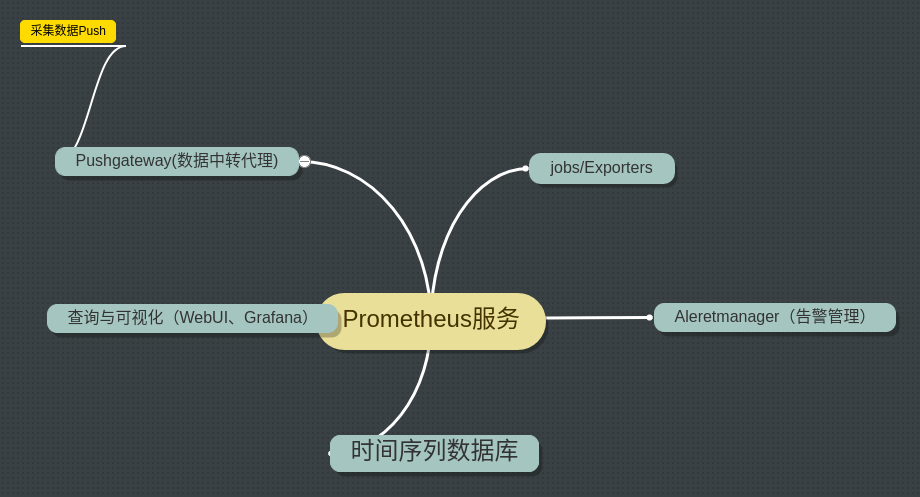 采集数据Push
Pushgateway(数据中转代理)
jobs/Exporters
查询与可视化（WebUI、Grafana）
Prometheus服务
Aleretmanager（告警管理）
时间序列数据库